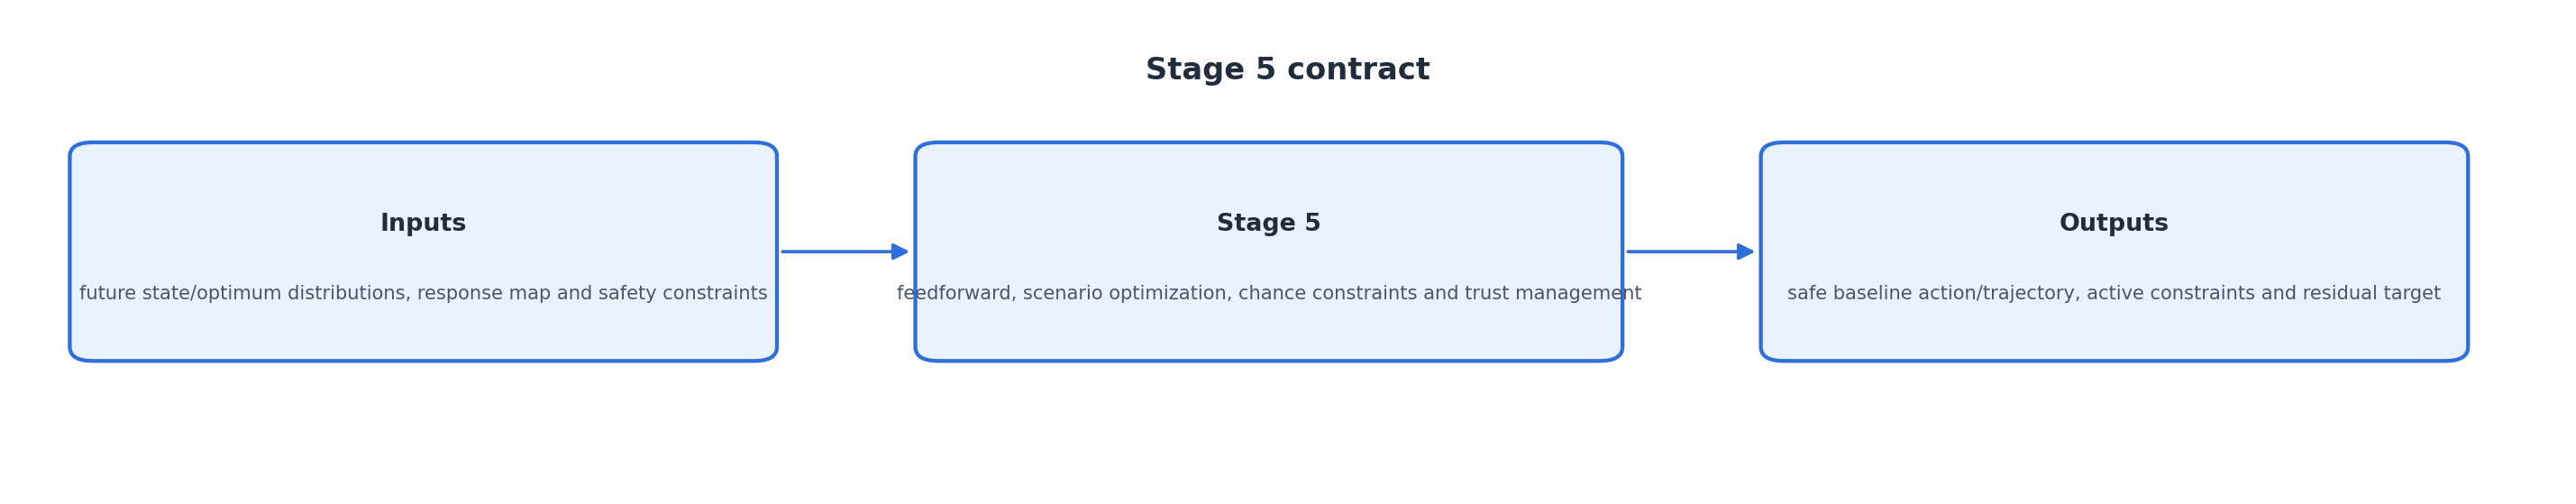 Stage 5 contract
Inputs
future state/optimum distributions, response map and safety constraints
Stage 5
feedforward, scenario optimization, chance constraints and trust management
Outputs
safe baseline action/trajectory, active constraints and residual target